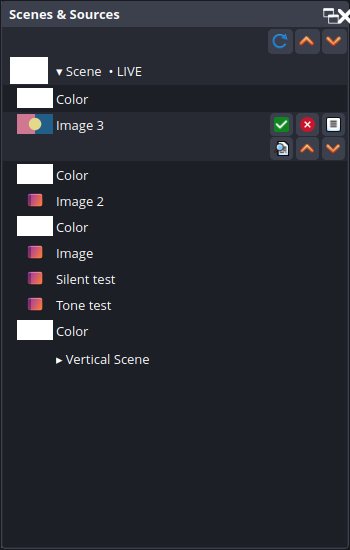 Scenes & Sources
▾ Scene • LIVE
Color
Image 3
Color
Image 2
Color
Image
Silent test
Tone test
Color
▸ Vertical Scene